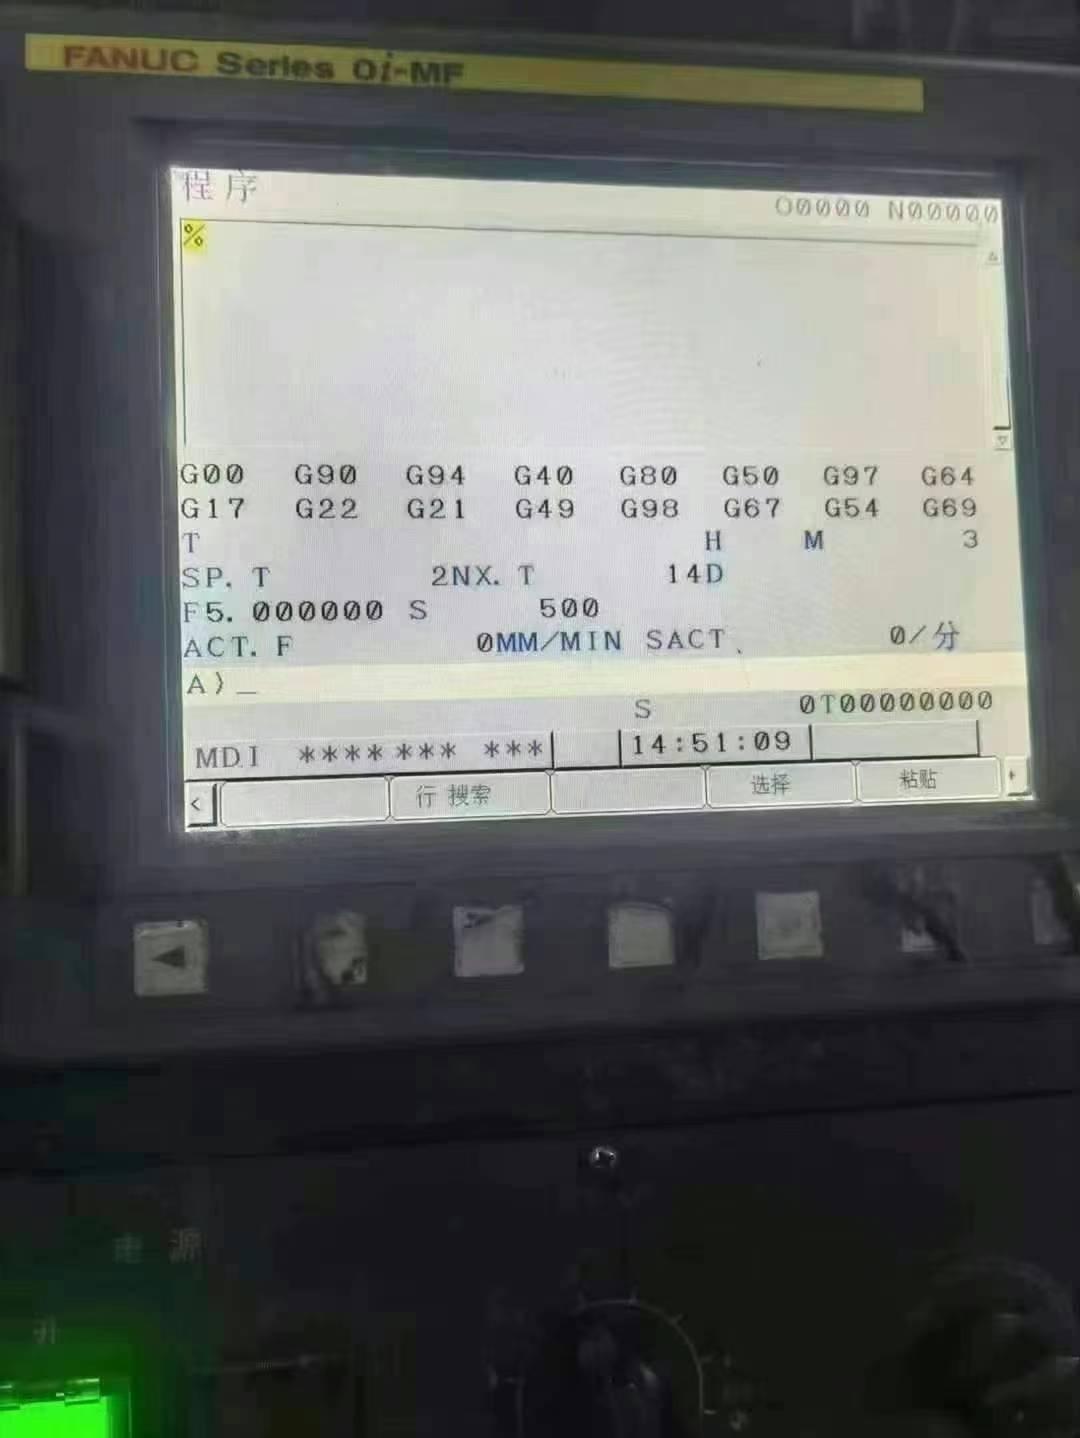 FANUC Series 0i-MF
程序
O0000 N00000
%
G00 G90 G94 G40 G80 G50 G97 G64
G17 G22 G21 G49 G98 G67 G54 G69
T H M 3
SP. T 2NX. T 14D
F5.000000 S 500
ACT. F 0MM/MIN SACT 0/分
A)_
S 0T00000000
MDI **** *** *** 14:51:09
< 行 搜索 选择 粘贴 +
电 源
开